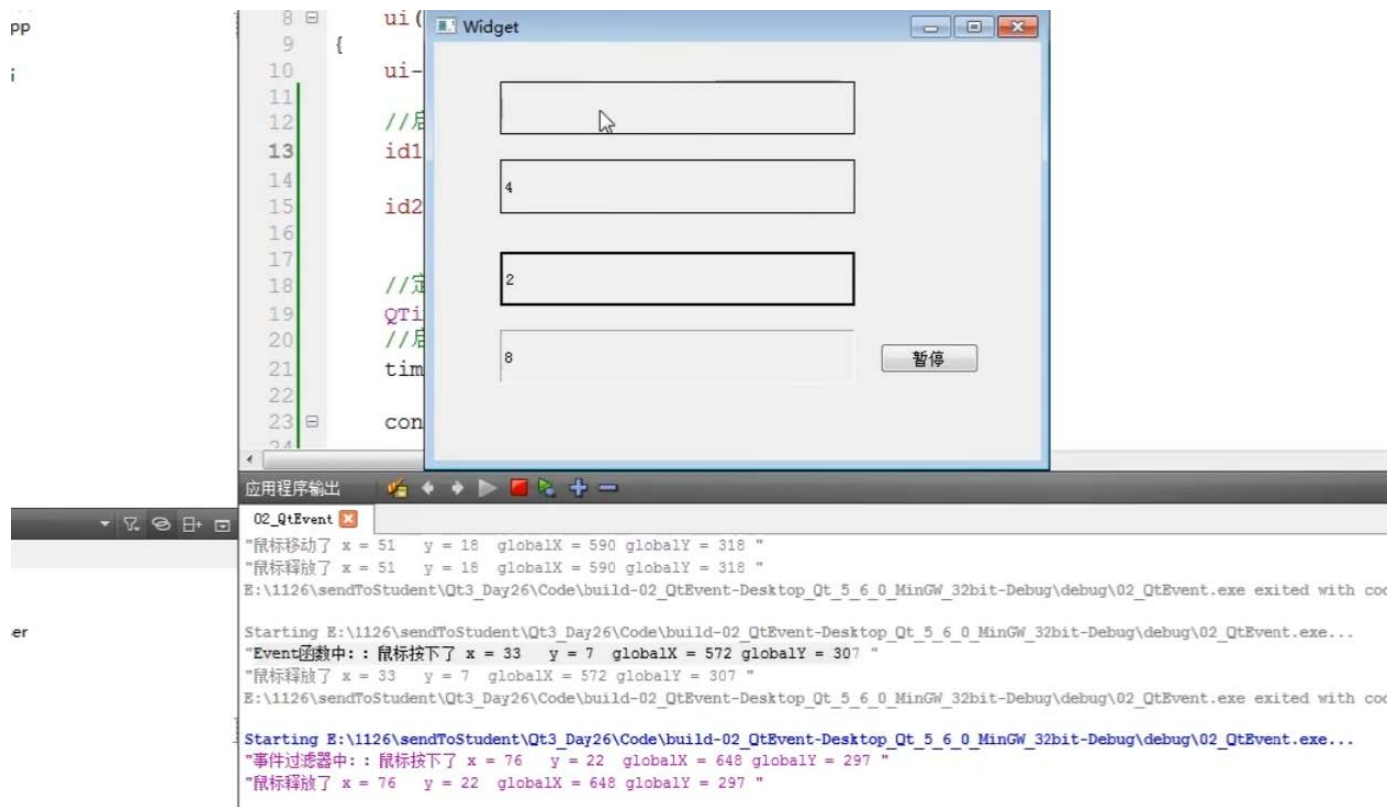 pp
i
er
8 ui(
9 {
10 ui-
11
12 //启
13 id1
14
15 id2
16
17
18 //定
19 QTi
20 //启
21 tim
22
23 con
24
Widget
4
2
8
暂停
应用程序输出
02_QtEvent
"鼠标移动了 x = 51 y = 18 globalX = 590 globalY = 318 "
"鼠标释放了 x = 51 y = 18 globalX = 590 globalY = 318 "
E:\1126\sendToStudent\Qt3_Day26\Code\build-02_QtEvent-Desktop_Qt_5_6_0_MinGW_32bit-Debug\debug\02_QtEvent.exe exited with cod
Starting E:\1126\sendToStudent\Qt3_Day26\Code\build-02_QtEvent-Desktop_Qt_5_6_0_MinGW_32bit-Debug\debug\02_QtEvent.exe...
"Event函数中：：鼠标按下了 x = 33 y = 7 globalX = 572 globalY = 307 "
"鼠标释放了 x = 33 y = 7 globalX = 572 globalY = 307 "
E:\1126\sendToStudent\Qt3_Day26\Code\build-02_QtEvent-Desktop_Qt_5_6_0_MinGW_32bit-Debug\debug\02_QtEvent.exe exited with cod
Starting E:\1126\sendToStudent\Qt3_Day26\Code\build-02_QtEvent-Desktop_Qt_5_6_0_MinGW_32bit-Debug\debug\02_QtEvent.exe...
"事件过滤器中：：鼠标按下了 x = 76 y = 22 globalX = 648 globalY = 297 "
"鼠标释放了 x = 76 y = 22 globalX = 648 globalY = 297 "